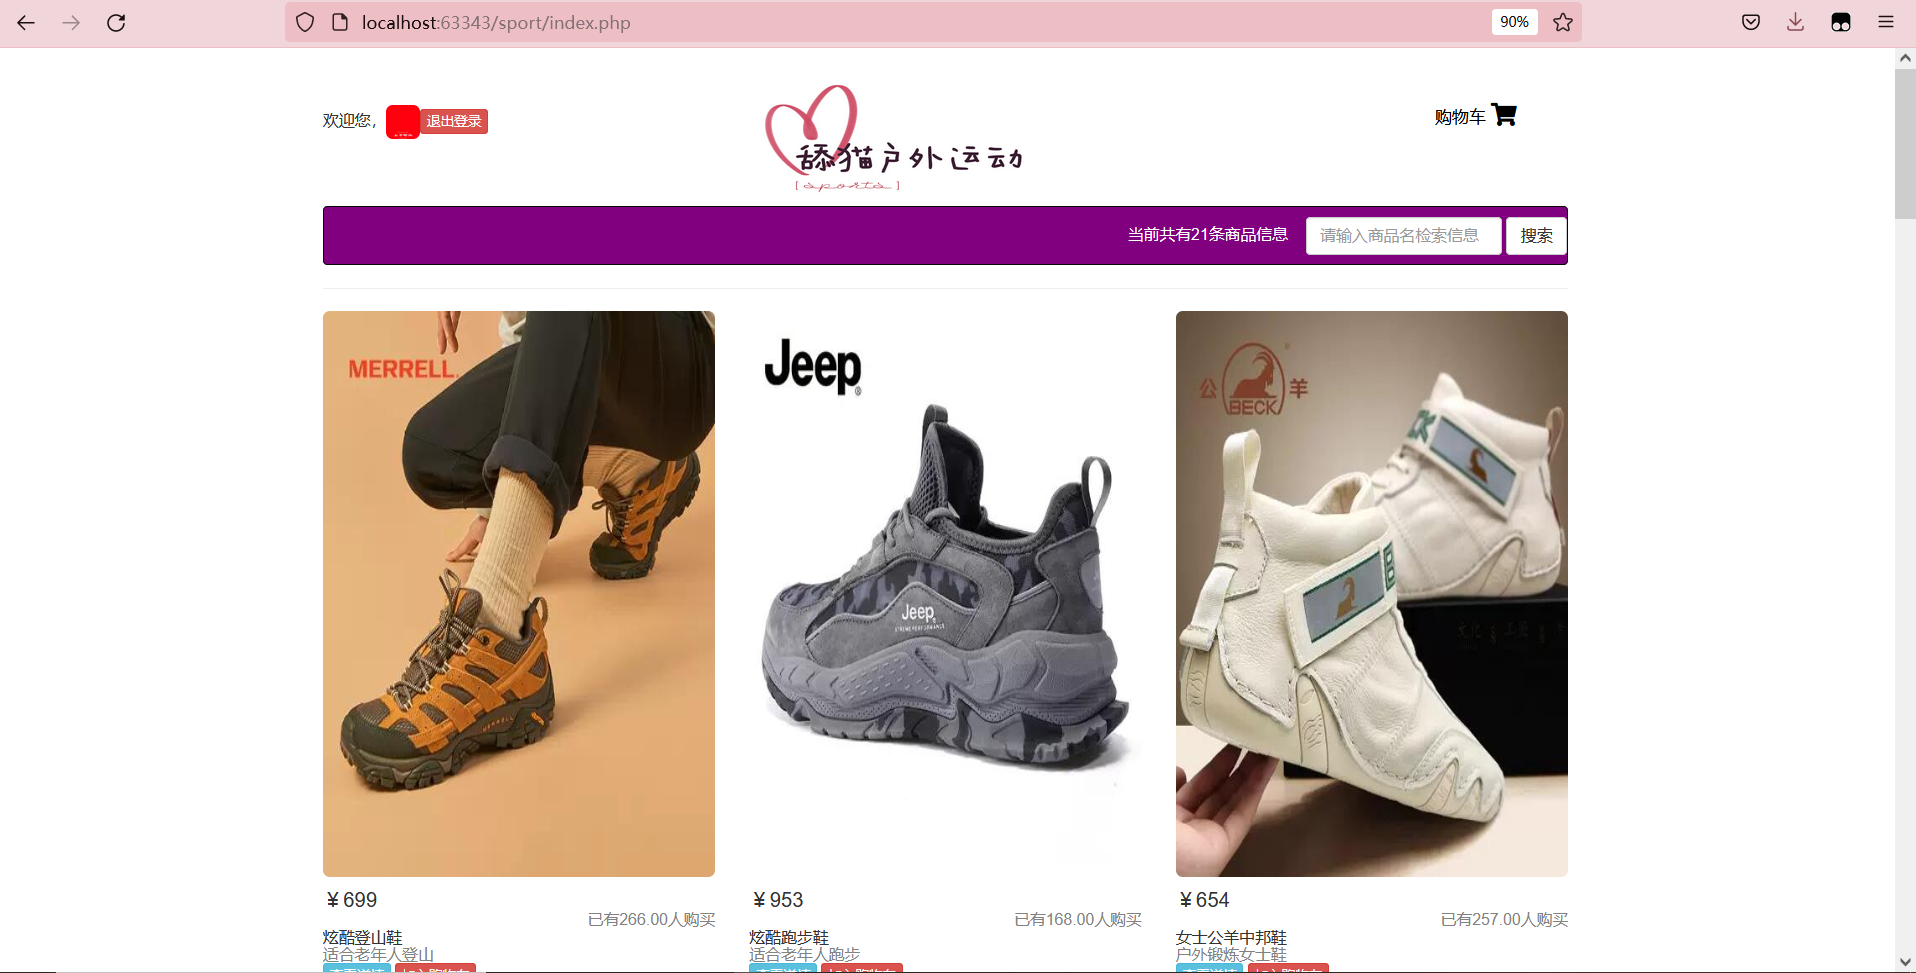 localhost:63343/sport/index.php
90%
欢迎您，
退出登录
舔猫户外运动
[sports]
购物车
当前共有21条商品信息
请输入商品名检索信息
搜索
MERRELL
MERRELL
Jeep
®
Jeep
公 BECK 羊
¥ 699
已有266.00人购买
炫酷登山鞋
适合老年人登山
¥ 953
已有168.00人购买
炫酷跑步鞋
适合老年人跑步
¥ 654
已有257.00人购买
女士公羊中邦鞋
户外锻炼女士鞋